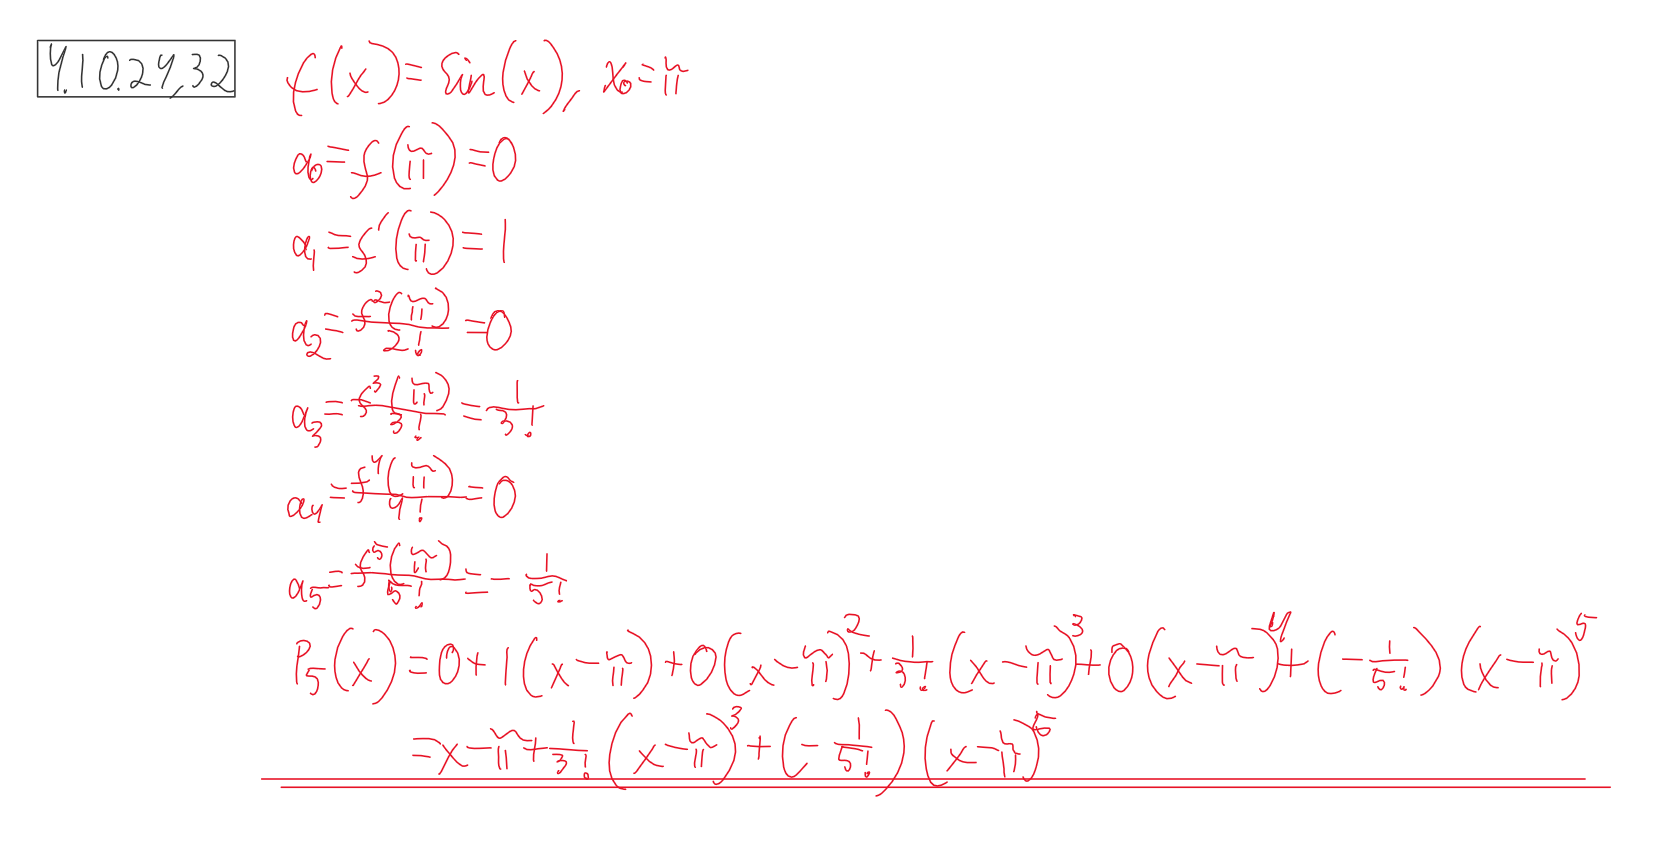 4.10.24,32
f(x) = sin(x), x₀ = π
a₀ = f(π) = 0
a₁ = f'(π) = 1
a₂ = f²(π)/2! = 0
a₃ = f³(π)/3! = 1/3!
a₄ = f⁴(π)/4! = 0
a₅ = f⁵(π)/5! = - 1/5!
P₅(x) = 0 + 1(x-π) + 0(x-π)² + 1/3! (x-π)³ + 0(x-π)⁴ + (- 1/5!) (x-π)⁵
= x - π + 1/3! (x-π)³ + (- 1/5!) (x-π)⁵